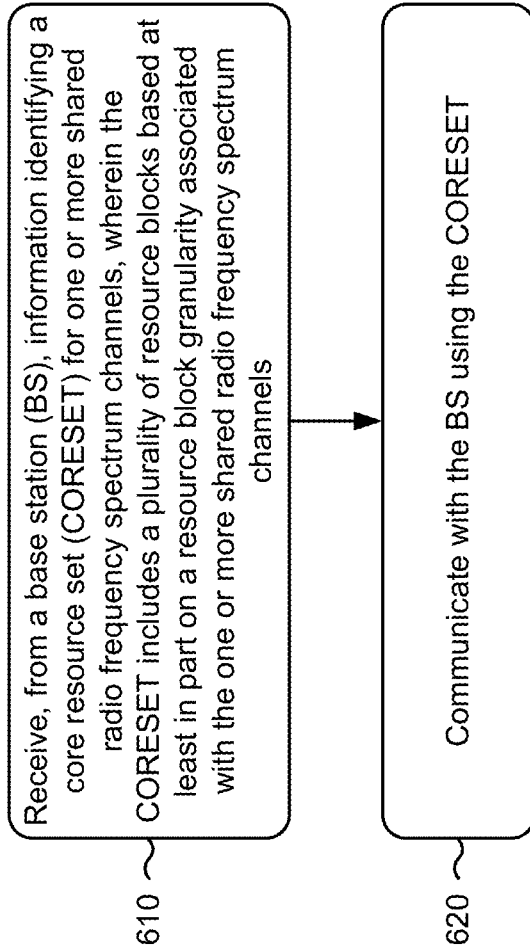 610
Receive, from a base station (BS), information identifying a
core resource set (CORESET) for one or more shared
radio frequency spectrum channels, wherein the
CORESET includes a plurality of resource blocks based at
least in part on a resource block granularity associated
with the one or more shared radio frequency spectrum
channels
620
Communicate with the BS using the CORESET